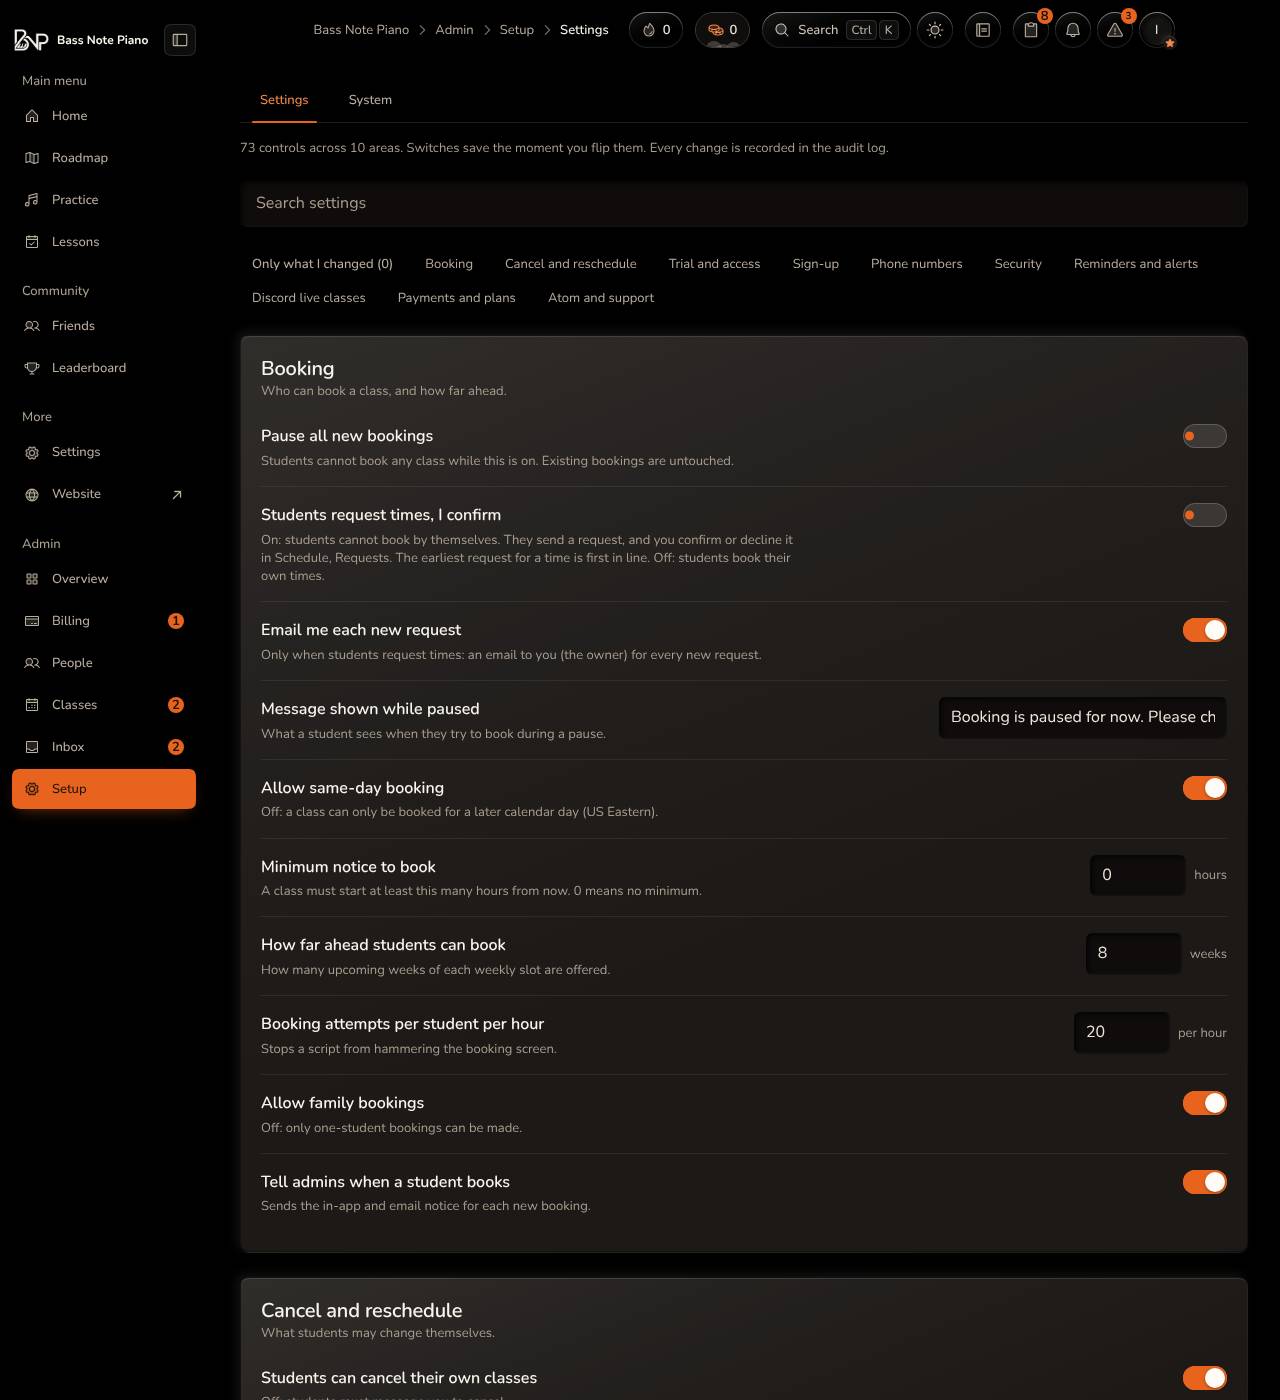 Bass Note Piano
Bass Note Piano
Admin
Setup
Settings
0
0
Search Ctrl K
8
3
I
Main menu
Home
Roadmap
Practice
Lessons
Community
Friends
Leaderboard
More
Settings
Website
Admin
Overview
Billing 1
People
Classes 2
Inbox 2
Setup
Settings
System
73 controls across 10 areas. Switches save the moment you flip them. Every change is recorded in the audit log.
Search settings
Only what I changed (0)
Booking
Cancel and reschedule
Trial and access
Sign-up
Phone numbers
Security
Reminders and alerts
Discord live classes
Payments and plans
Atom and support
Booking
Who can book a class, and how far ahead.
Pause all new bookings
Students cannot book any class while this is on. Existing bookings are untouched.
Students request times, I confirm
On: students cannot book by themselves. They send a request, and you confirm or decline it
in Schedule, Requests. The earliest request for a time is first in line. Off: students book their
own times.
Email me each new request
Only when students request times: an email to you (the owner) for every new request.
Message shown while paused
What a student sees when they try to book during a pause.
Booking is paused for now. Please ch
Allow same-day booking
Off: a class can only be booked for a later calendar day (US Eastern).
Minimum notice to book
A class must start at least this many hours from now. 0 means no minimum.
0 hours
How far ahead students can book
How many upcoming weeks of each weekly slot are offered.
8 weeks
Booking attempts per student per hour
Stops a script from hammering the booking screen.
20 per hour
Allow family bookings
Off: only one-student bookings can be made.
Tell admins when a student books
Sends the in-app and email notice for each new booking.
Cancel and reschedule
What students may change themselves.
Students can cancel their own classes